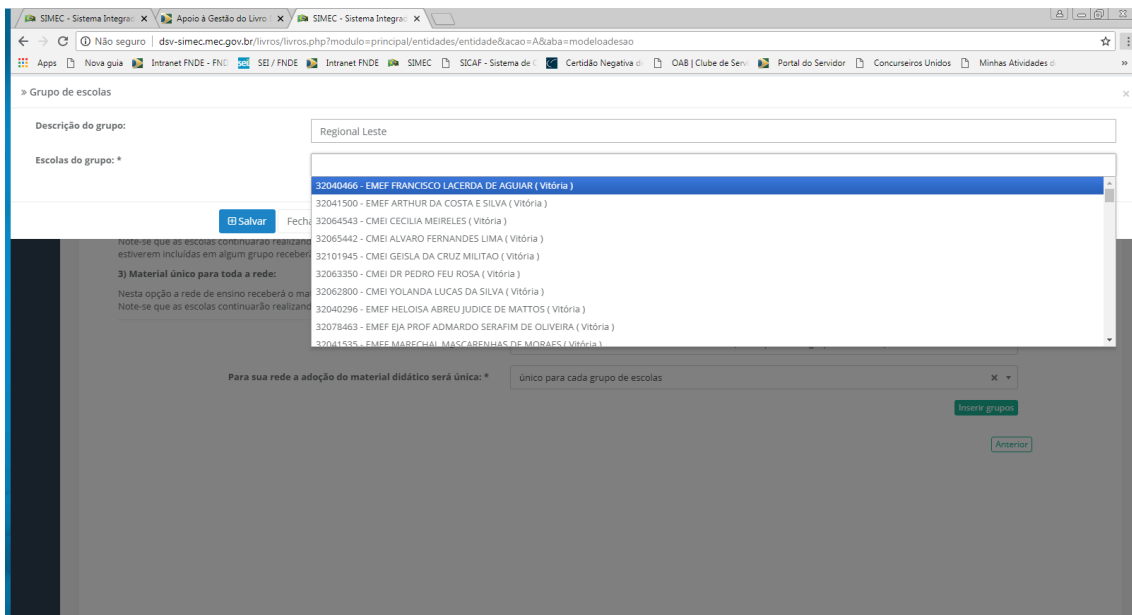 SIMEC - Sistema Integrad
Apoio à Gestão do Livro
SIMEC - Sistema Integrad
Não seguro | dsv-simec.mec.gov.br/livros/livros.php?modulo=principal/entidades/entidade&acao=A&aba=modeloadesao
Apps Nova guia Intranet FNDE - FND sei SEI / FNDE Intranet FNDE SIMEC SICAF - Sistema de C Certidão Negativa d OAB | Clube de Serv Portal do Servidor Concurseiros Unidos Minhas Atividades d »
» Grupo de escolas ×
Descrição do grupo: Regional Leste
Escolas do grupo: *
32040466 - EMEF FRANCISCO LACERDA DE AGUIAR ( Vitória )
32041500 - EMEF ARTHUR DA COSTA E SILVA ( Vitória )
32064543 - CMEI CECILIA MEIRELES ( Vitória )
32065442 - CMEI ALVARO FERNANDES LIMA ( Vitória )
32101945 - CMEI GEISLA DA CRUZ MILITAO ( Vitória )
32063350 - CMEI DR PEDRO FEU ROSA ( Vitória )
32062800 - CMEI YOLANDA LUCAS DA SILVA ( Vitória )
32040296 - EMEF HELOISA ABREU JUDICE DE MATTOS ( Vitória )
32078463 - EMEF EJA PROF ADMARDO SERAFIM DE OLIVEIRA ( Vitória )
32041535 - EMEF MARECHAL MASCARENHAS DE MORAES ( Vitória )
Salvar Fecha
Note-se que as escolas continuarão realizand
estiverem incluídas em algum grupo receber
3) Material único para toda a rede:
Nesta opção a rede de ensino receberá o ma
Note-se que as escolas continuarão realizand
Para sua rede a adoção do material didático será única: * único para cada grupo de escolas
Inserir grupos
Anterior